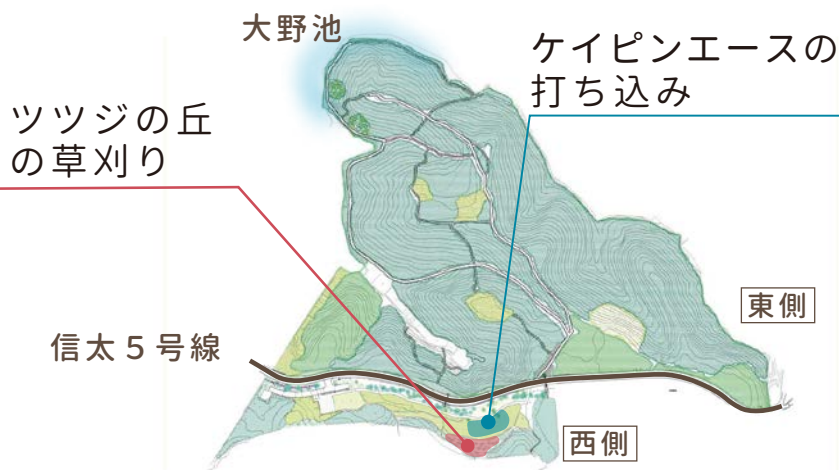 大野池
ケイピンエースの
打ち込み
ツツジの丘
の草刈り
東側
信太５号線
西側